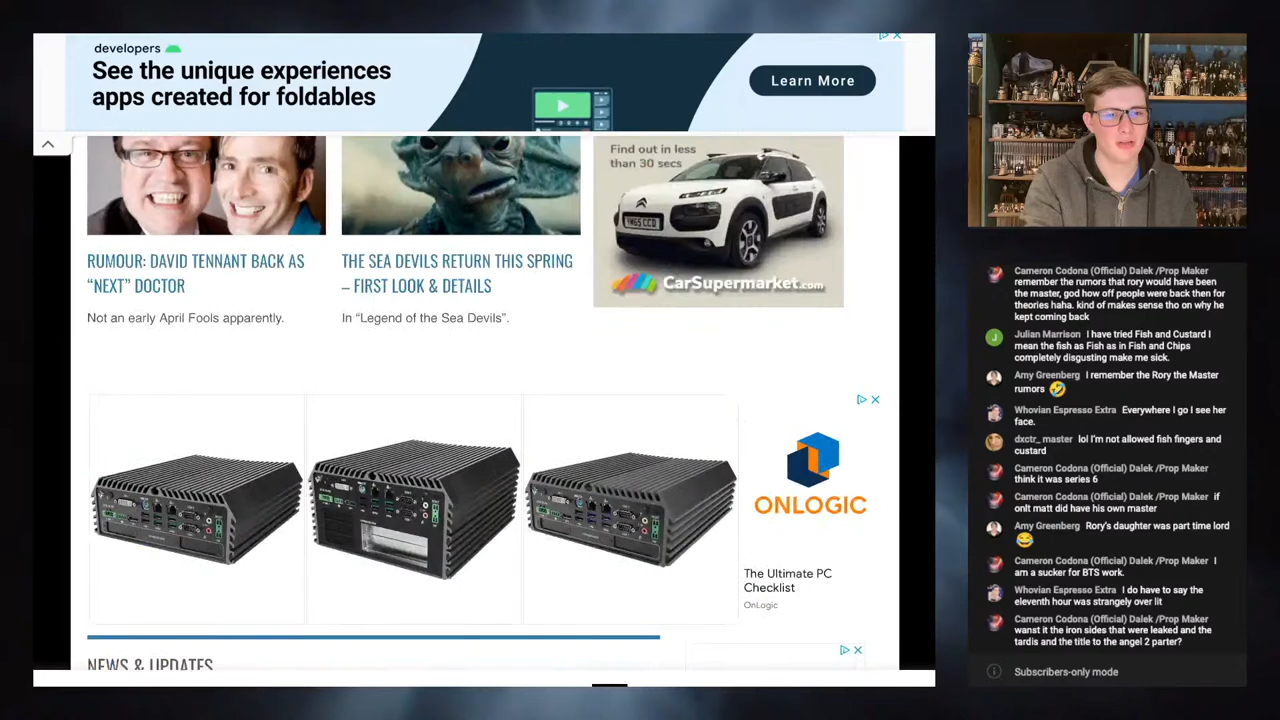 developers
See the unique experiences
apps created for foldables
Learn More
Find out in less
than 30 secs
CarSupermarket.com
RUMOUR: DAVID TENNANT BACK AS
“NEXT” DOCTOR
Not an early April Fools apparently.
THE SEA DEVILS RETURN THIS SPRING
– FIRST LOOK & DETAILS
In “Legend of the Sea Devils”.
ONLOGIC
The Ultimate PC
Checklist
OnLogic
NEWS & UPDATES
Cameron Codona (Official) Dalek /Prop Maker
remember the rumors that rory would have been
the master, god how off people were back then for
theories haha. kind of makes sense tho on why he
kept coming back
Julian Marrison I have tried Fish and Custard I
mean the fish as Fish as in Fish and Chips
completely disgusting make me sick.
Amy Greenberg I remember the Rory the Master
rumors 🤣
Whovian Espresso Extra Everywhere I go I see her
face.
dxctr_ master lol I’m not allowed fish fingers and
custard
Cameron Codona (Official) Dalek /Prop Maker I
think it was series 6
Cameron Codona (Official) Dalek /Prop Maker if
onlt matt did have his own master
Amy Greenberg Rory’s daughter was part time lord
😂
Cameron Codona (Official) Dalek /Prop Maker I
am a sucker for BTS work.
Whovian Espresso Extra I do have to say the
eleventh hour was strangely over lit
Cameron Codona (Official) Dalek /Prop Maker
wanst it the iron sides that were leaked and the
tardis and the title to the angel 2 parter?
Subscribers-only mode